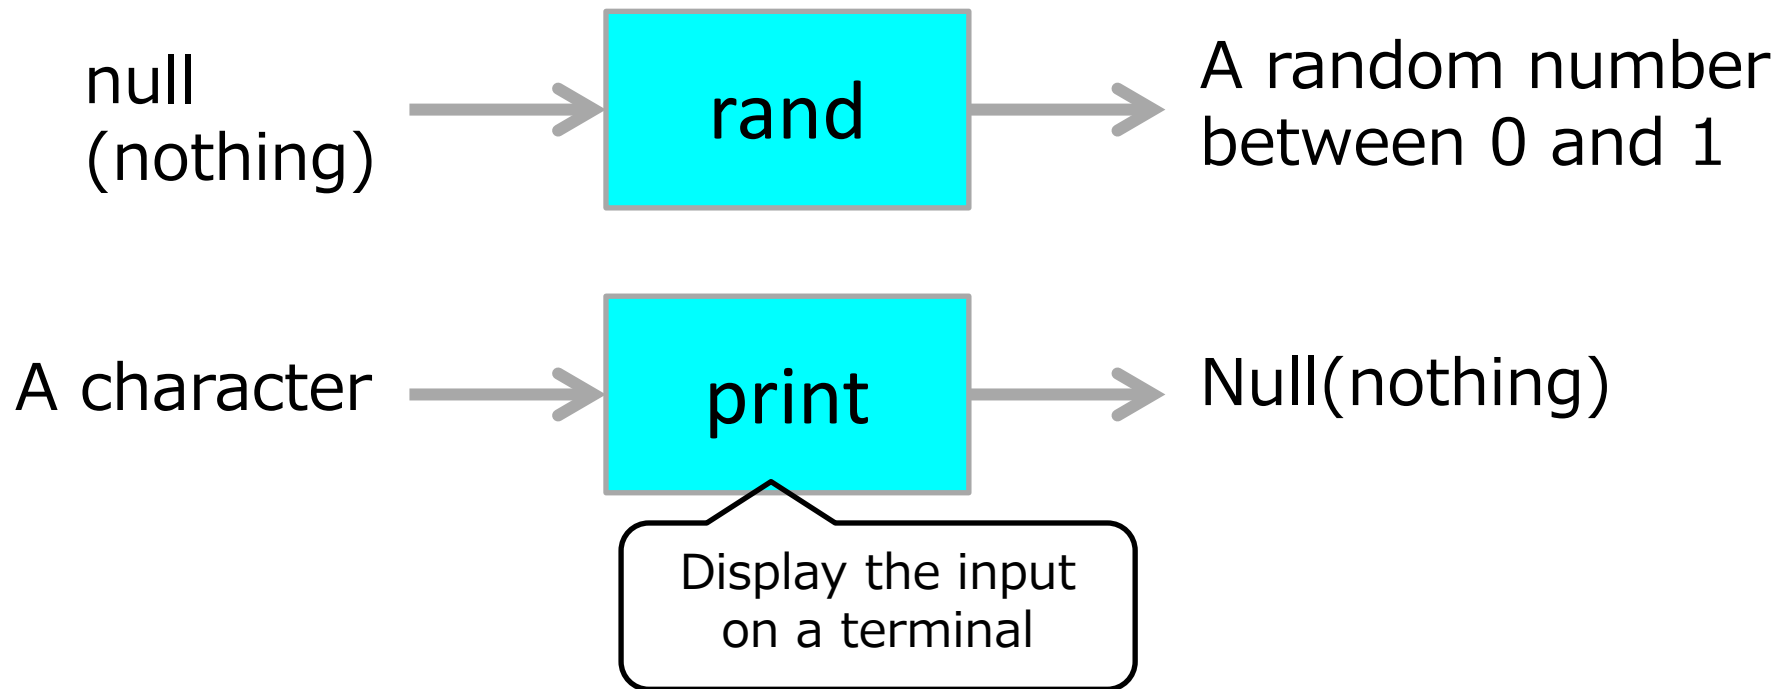 null
(nothing)
rand
A random number
between 0 and 1
A character
print
Null(nothing)
Display the input
on a terminal